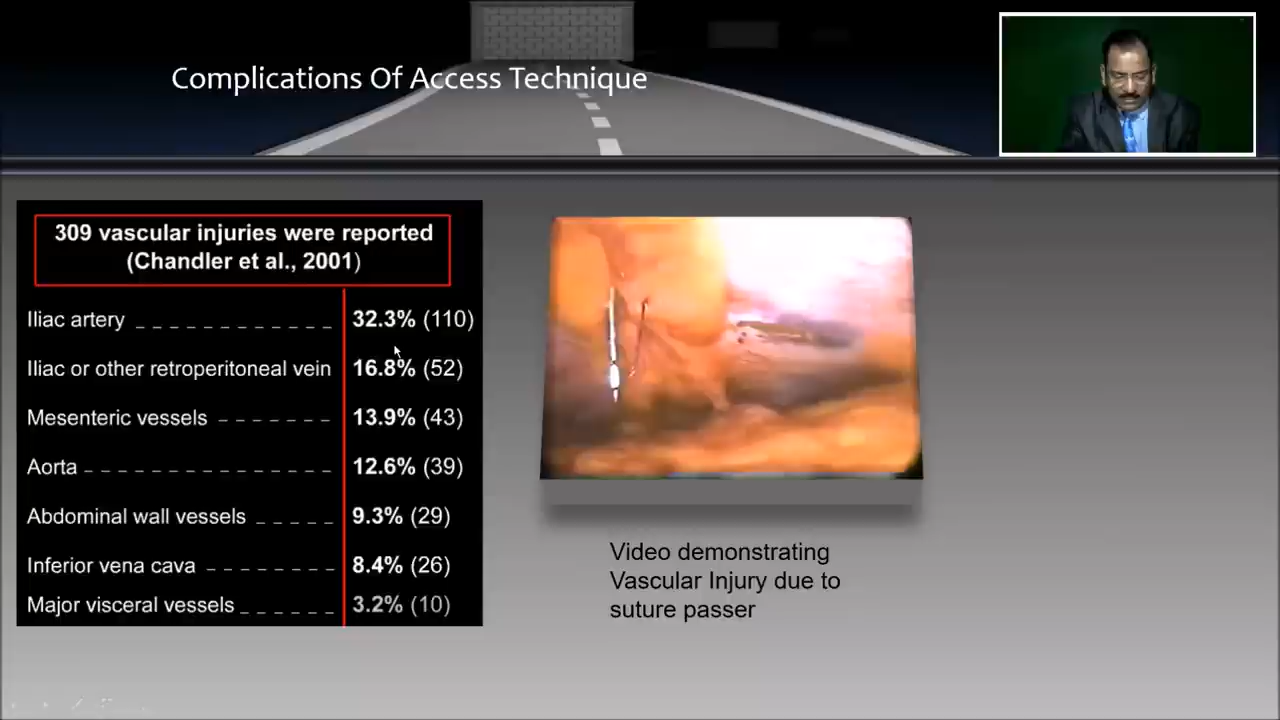 Complications Of Access Technique
309 vascular injuries were reported
(Chandler et al., 2001)
Iliac artery _ _ _ _ _ _ _ _ _ _ _ _ 32.3% (110)
Iliac or other retroperitoneal vein 16.8% (52)
Mesenteric vessels _ _ _ _ _ _ _ 13.9% (43)
Aorta _ _ _ _ _ _ _ _ _ _ _ _ _ _ _ 12.6% (39)
Abdominal wall vessels _ _ _ _ _ 9.3% (29)
Inferior vena cava _ _ _ _ _ _ _ _ 8.4% (26)
Major visceral vessels _ _ _ _ _ _ 3.2% (10)
Video demonstrating
Vascular Injury due to
suture passer